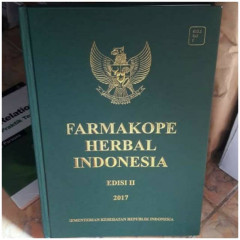 FARMAKOPE
HERBAL
INDONESIA
EDISI II
2017
KEMENTERIAN KESEHATAN REPUBLIK INDONESIA